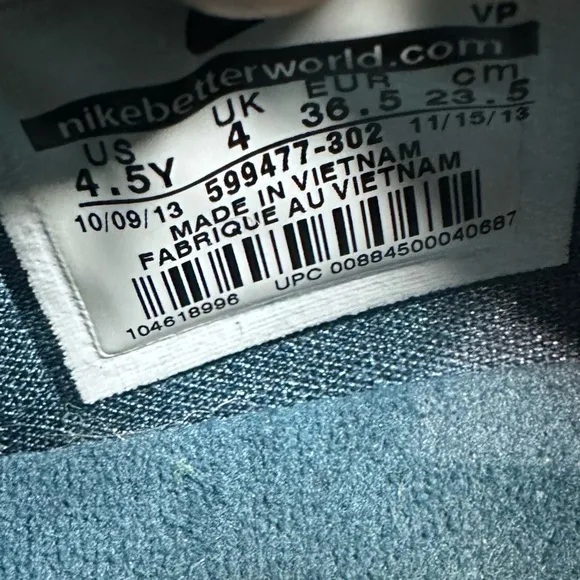 VP
nikebetterworld.com
US UK EUR cm
4.5Y 4 36.5 23.5
10/09/13 599477-302 11/15/13
MADE IN VIETNAM
FABRIQUE AU VIETNAM
104618996 UPC 00884500040687